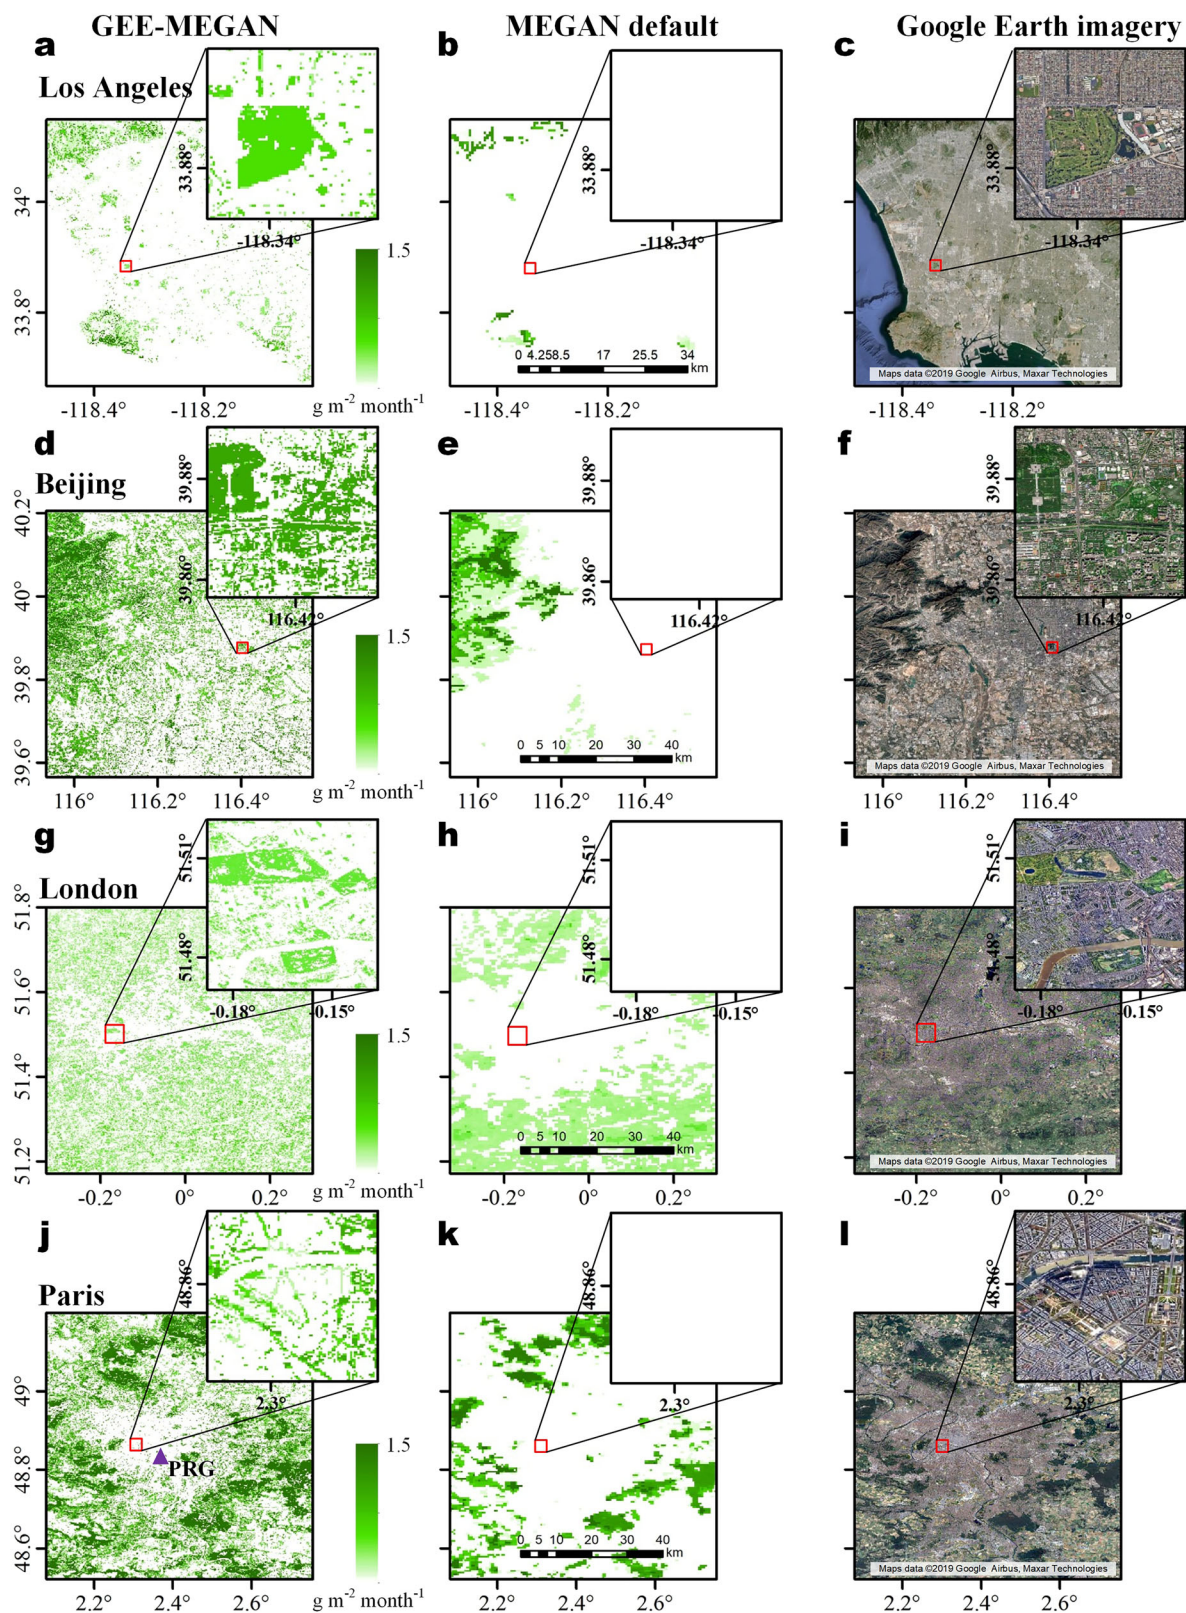 GEE-MEGAN
MEGAN default
Google Earth imagery
a
b
c
Los Angeles
33.88°
33.88°
33.88°
-118.34°
-118.34°
-118.34°
34°
33.8°
1.5
0 4.25 8.5 17 25.5 34
km
Maps data ©2019 Google Airbus, Maxar Technologies
-118.4° -118.2°
g m-2 month-1
-118.4° -118.2°
-118.4° -118.2°
d
e
f
Beijing
39.88°
39.86°
39.88°
39.86°
39.88°
39.86°
116.42°
116.42°
116.42°
40.2°
40°
39.8°
39.6°
1.5
0 5 10 20 30 40
km
Maps data ©2019 Google Airbus, Maxar Technologies
116° 116.2° 116.4°
g m-2 month-1
116° 116.2° 116.4°
116° 116.2° 116.4°
g
h
i
London
51.51°
51.48°
51.51°
51.48°
51.51°
51.48°
-0.18° -0.15°
-0.18° -0.15°
-0.18° -0.15°
51.8°
51.6°
51.4°
51.2°
1.5
0 5 10 20 30 40
km
Maps data ©2019 Google Airbus, Maxar Technologies
-0.2° 0° 0.2°
g m-2 month-1
-0.2° 0° 0.2°
-0.2° 0° 0.2°
j
k
l
Paris
48.86°
48.86°
48.86°
2.3°
2.3°
2.3°
49°
48.8°
48.6°
PRG
1.5
0 5 10 20 30 40
km
Maps data ©2019 Google Airbus, Maxar Technologies
2.2° 2.4° 2.6°
g m-2 month-1
2.2° 2.4° 2.6°
2.2° 2.4° 2.6°